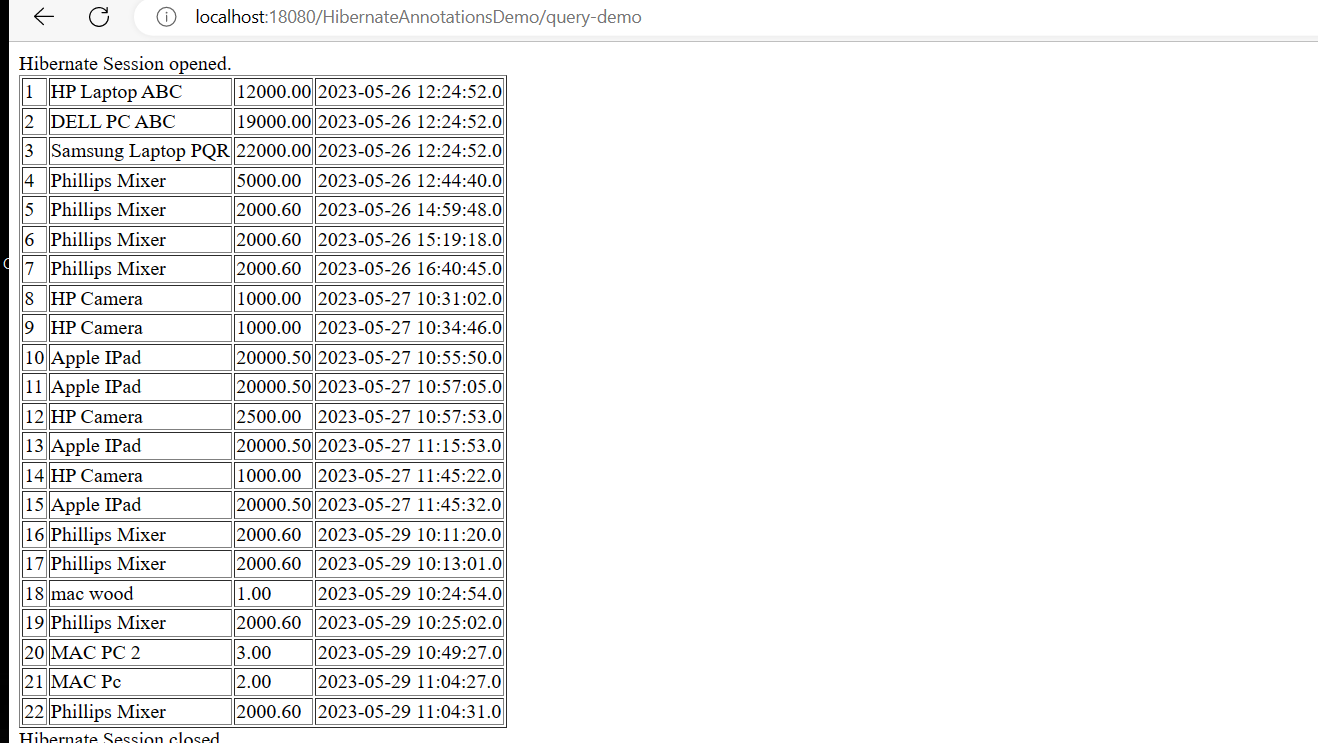 localhost:18080/HibernateAnnotationsDemo/query-demo
Hibernate Session opened.
1 HP Laptop ABC 12000.00 2023-05-26 12:24:52.0
2 DELL PC ABC 19000.00 2023-05-26 12:24:52.0
3 Samsung Laptop PQR 22000.00 2023-05-26 12:24:52.0
4 Phillips Mixer 5000.00 2023-05-26 12:44:40.0
5 Phillips Mixer 2000.60 2023-05-26 14:59:48.0
6 Phillips Mixer 2000.60 2023-05-26 15:19:18.0
7 Phillips Mixer 2000.60 2023-05-26 16:40:45.0
8 HP Camera 1000.00 2023-05-27 10:31:02.0
9 HP Camera 1000.00 2023-05-27 10:34:46.0
10 Apple IPad 20000.50 2023-05-27 10:55:50.0
11 Apple IPad 20000.50 2023-05-27 10:57:05.0
12 HP Camera 2500.00 2023-05-27 10:57:53.0
13 Apple IPad 20000.50 2023-05-27 11:15:53.0
14 HP Camera 1000.00 2023-05-27 11:45:22.0
15 Apple IPad 20000.50 2023-05-27 11:45:32.0
16 Phillips Mixer 2000.60 2023-05-29 10:11:20.0
17 Phillips Mixer 2000.60 2023-05-29 10:13:01.0
18 mac wood 1.00 2023-05-29 10:24:54.0
19 Phillips Mixer 2000.60 2023-05-29 10:25:02.0
20 MAC PC 2 3.00 2023-05-29 10:49:27.0
21 MAC Pc 2.00 2023-05-29 11:04:27.0
22 Phillips Mixer 2000.60 2023-05-29 11:04:31.0
Hibernate Session closed